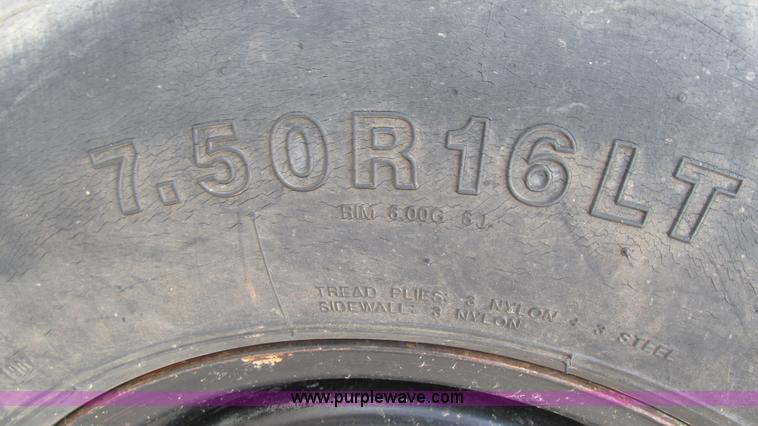 7.50R16LT
RIM 6.00G 6J
TREAD PLIES: 3 NYLON + 3 STEEL
SIDEWALL: 3 NYLON
www.purplewave.com